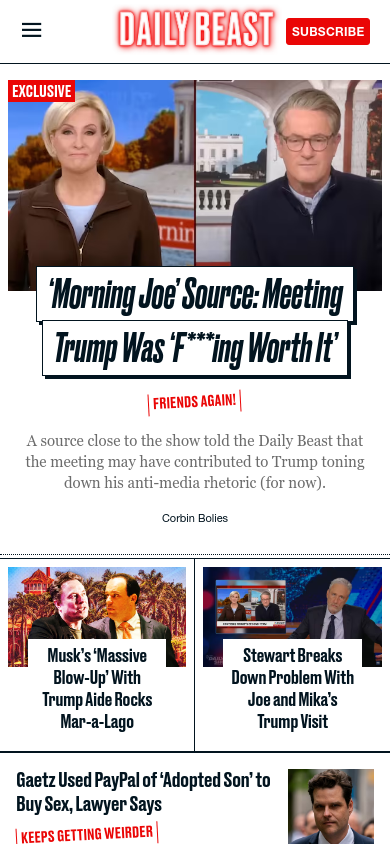 DAILY BEAST
SUBSCRIBE
EXCLUSIVE
‘Morning Joe’ Source: Meeting
Trump Was ‘F***ing Worth It’
FRIENDS AGAIN!
A source close to the show told the Daily Beast that
the meeting may have contributed to Trump toning
down his anti-media rhetoric (for now).
Corbin Bolies
Musk’s ‘Massive
Blow-Up’ With
Trump Aide Rocks
Mar-a-Lago
Stewart Breaks
Down Problem With
Joe and Mika’s
Trump Visit
Gaetz Used PayPal of ‘Adopted Son’ to
Buy Sex, Lawyer Says
KEEPS GETTING WEIRDER